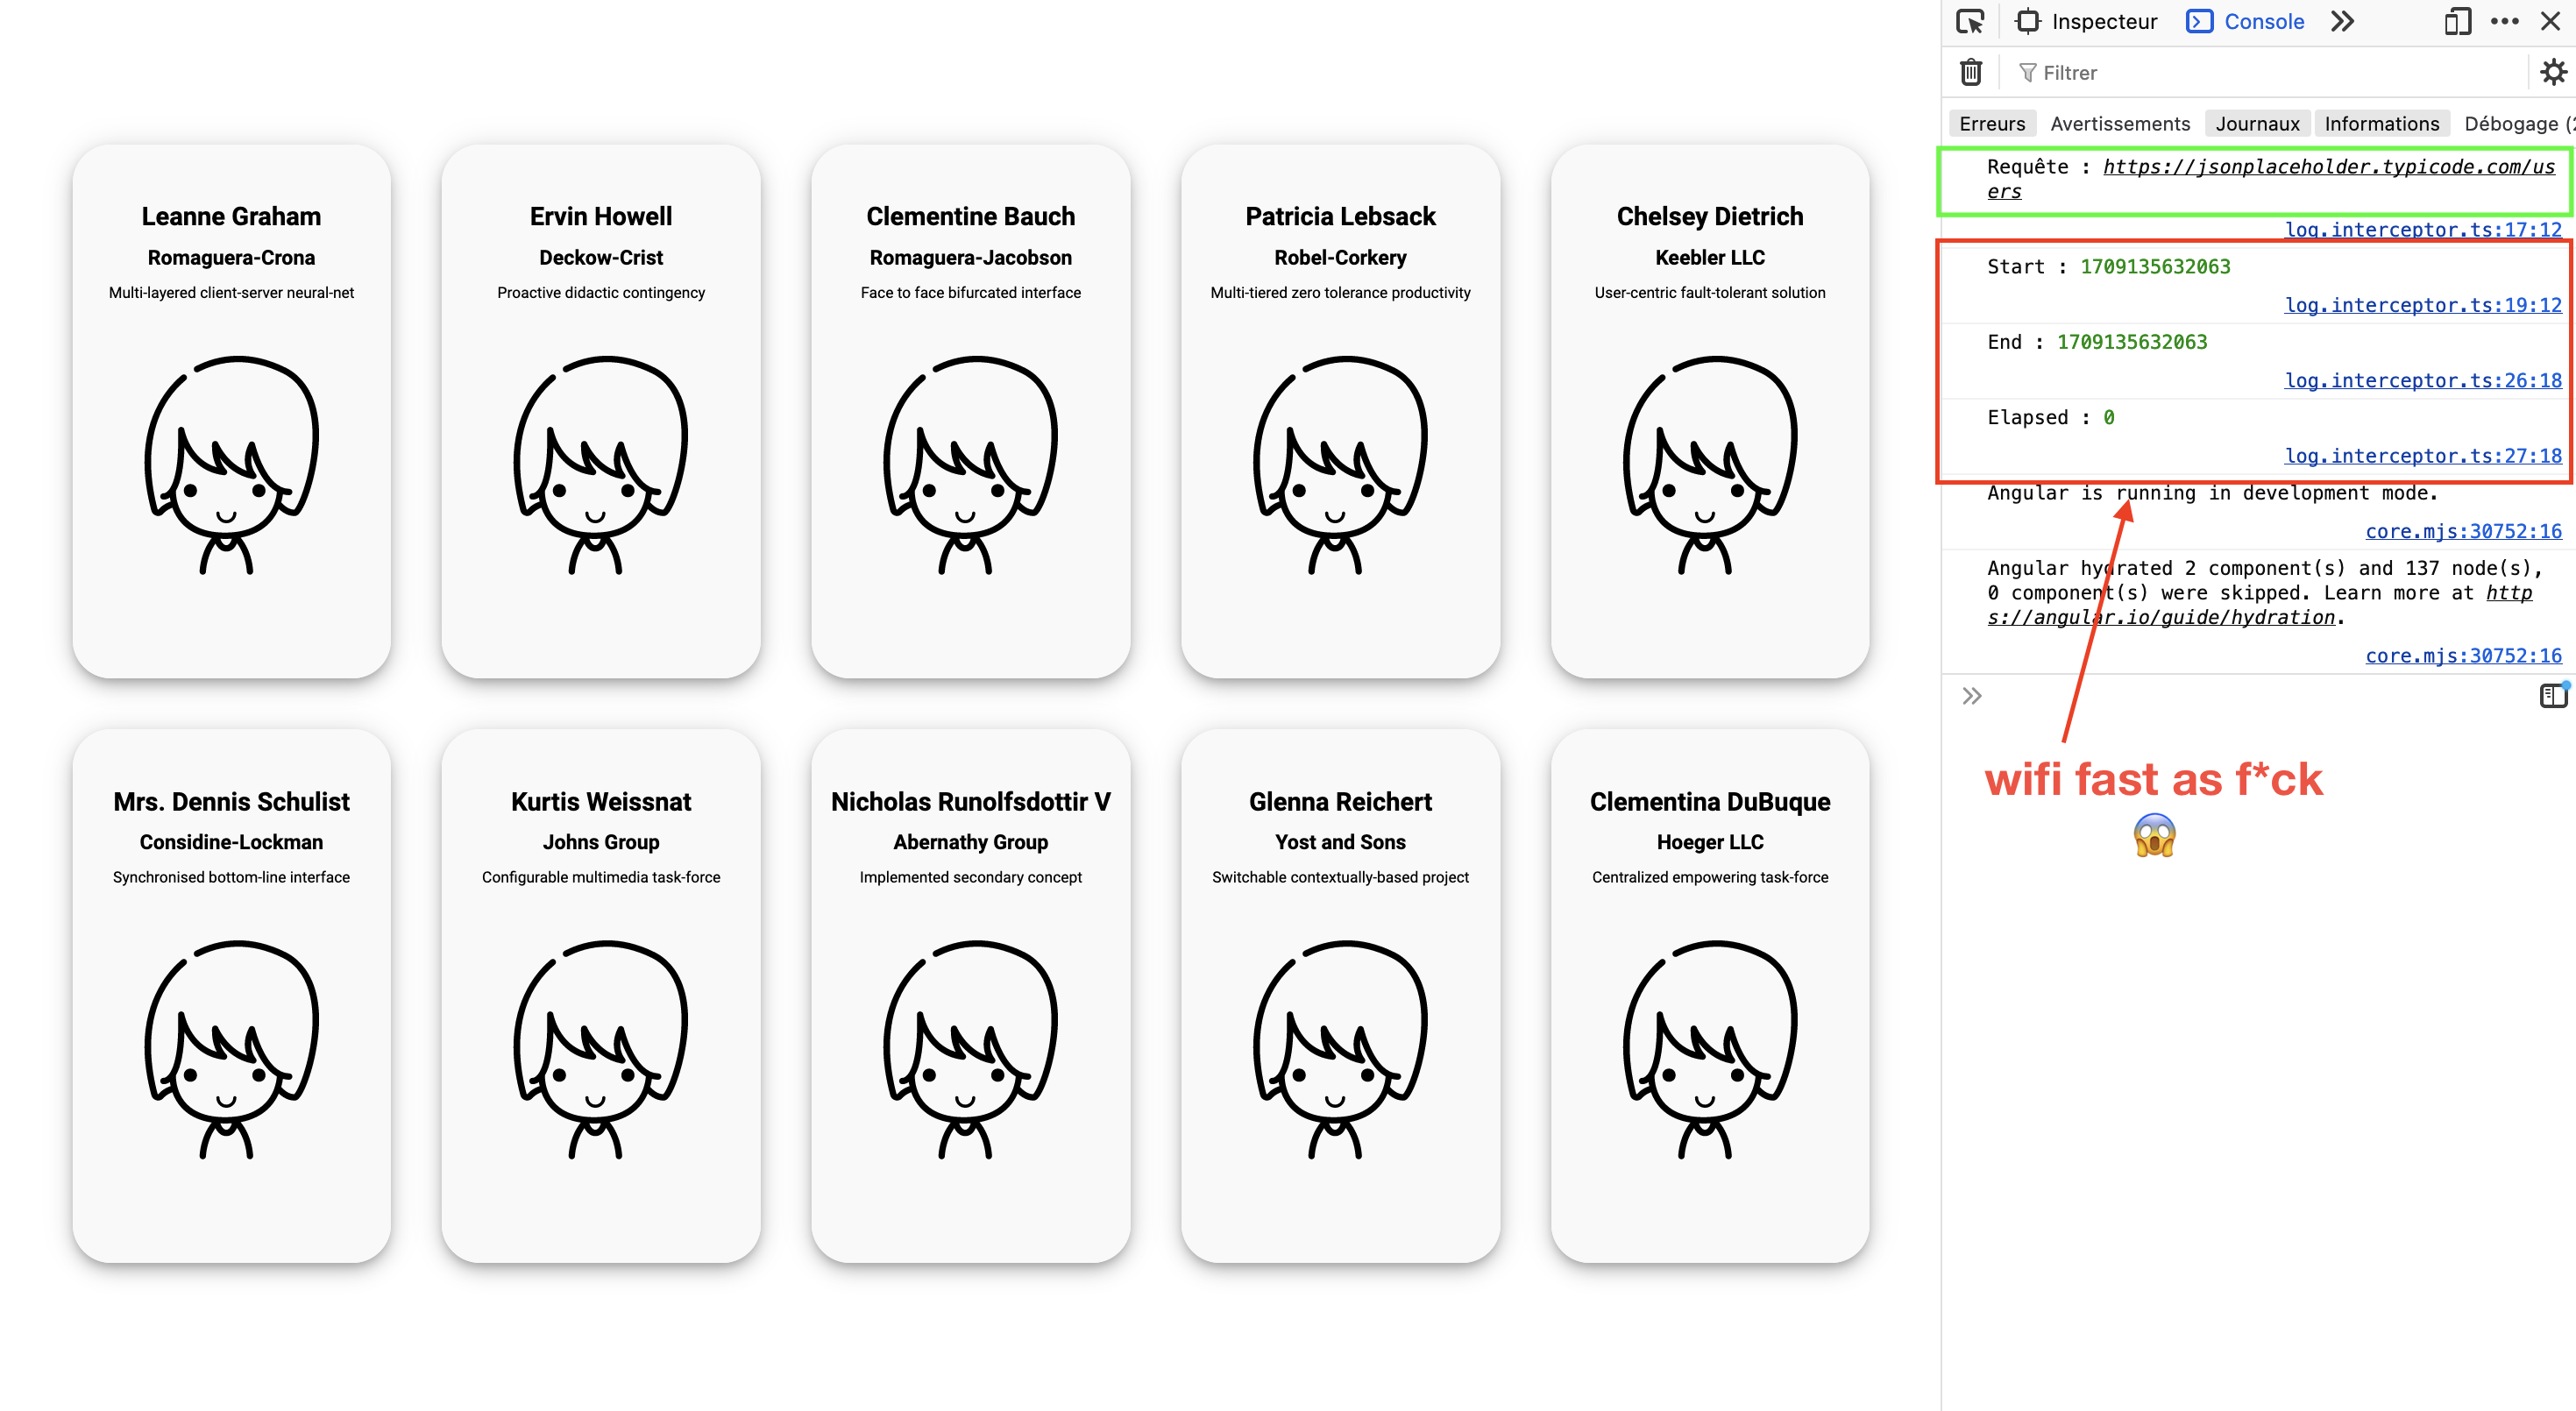 Inspecteur
Console
Filtrer
Erreurs Avertissements Journaux Informations Débogage (2
Requête : https://jsonplaceholder.typicode.com/us
ers
log.interceptor.ts:17:12
Start : 1709135632063
log.interceptor.ts:19:12
End : 1709135632063
log.interceptor.ts:26:18
Elapsed : 0
log.interceptor.ts:27:18
Angular is running in development mode.
core.mjs:30752:16
Angular hydrated 2 component(s) and 137 node(s),
0 component(s) were skipped. Learn more at http
s://angular.io/guide/hydration.
core.mjs:30752:16
wifi fast as f*ck
😱
Leanne Graham
Romaguera-Crona
Multi-layered client-server neural-net
Ervin Howell
Deckow-Crist
Proactive didactic contingency
Clementine Bauch
Romaguera-Jacobson
Face to face bifurcated interface
Patricia Lebsack
Robel-Corkery
Multi-tiered zero tolerance productivity
Chelsey Dietrich
Keebler LLC
User-centric fault-tolerant solution
Mrs. Dennis Schulist
Considine-Lockman
Synchronised bottom-line interface
Kurtis Weissnat
Johns Group
Configurable multimedia task-force
Nicholas Runolfsdottir V
Abernathy Group
Implemented secondary concept
Glenna Reichert
Yost and Sons
Switchable contextually-based project
Clementina DuBuque
Hoeger LLC
Centralized empowering task-force